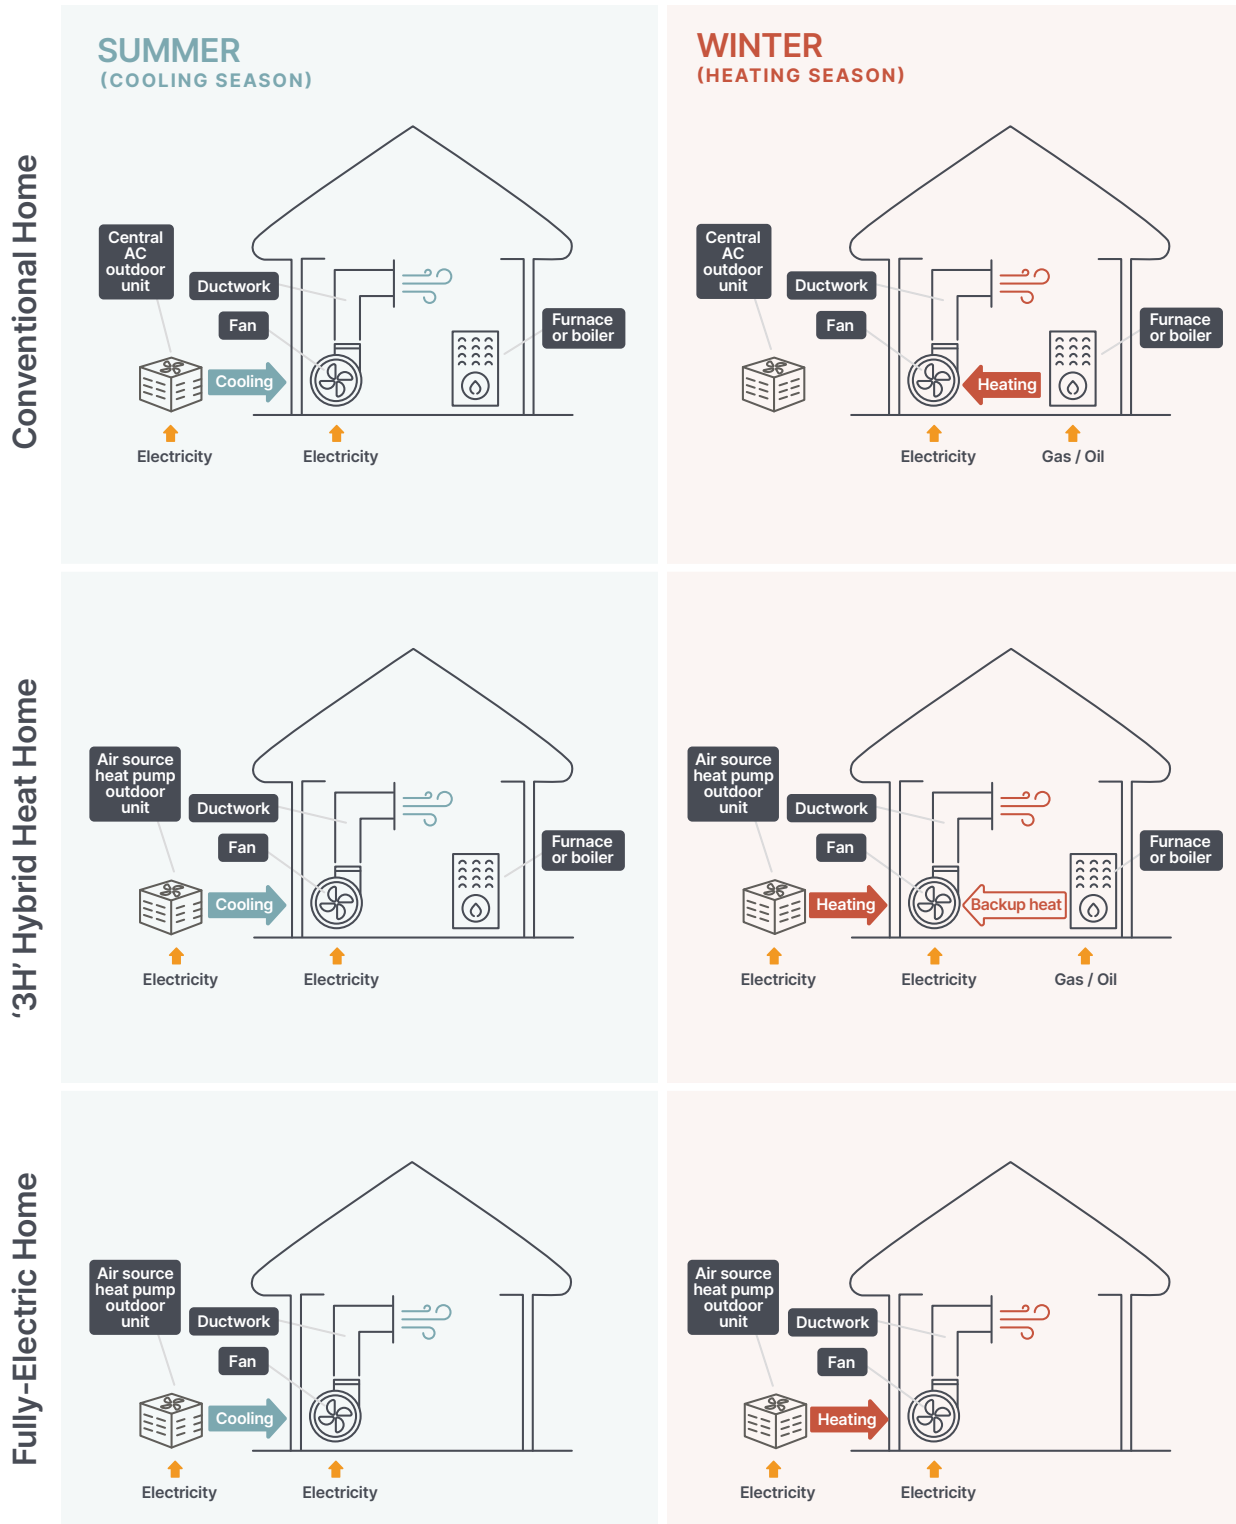 SUMMER
(COOLING SEASON)
WINTER
(HEATING SEASON)
Conventional Home
Central
AC
outdoor
unit
Ductwork
Fan
Furnace
or boiler
Cooling
Electricity
Electricity
Central
AC
outdoor
unit
Ductwork
Fan
Furnace
or boiler
Heating
Electricity
Gas / Oil
‘3H’ Hybrid Heat Home
Air source
heat pump
outdoor
unit
Ductwork
Fan
Furnace
or boiler
Cooling
Electricity
Electricity
Air source
heat pump
outdoor
unit
Ductwork
Fan
Furnace
or boiler
Heating
Backup heat
Electricity
Electricity
Gas / Oil
Fully-Electric Home
Air source
heat pump
outdoor
unit
Ductwork
Fan
Cooling
Electricity
Electricity
Air source
heat pump
outdoor
unit
Ductwork
Fan
Heating
Electricity
Electricity